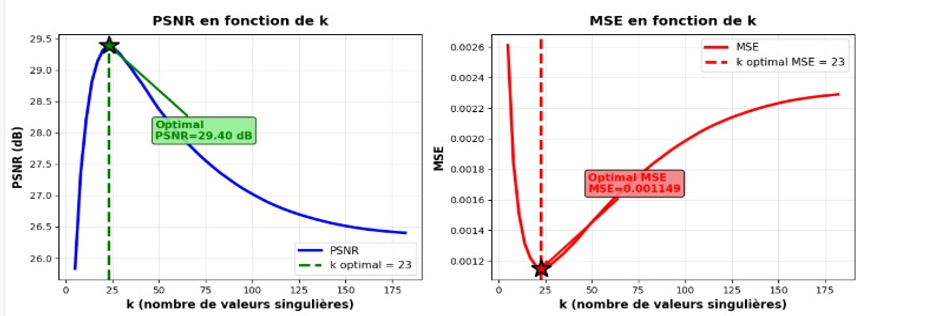 PSNR en fonction de k
29.5
29.0
28.5
28.0
27.5
27.0
26.5
26.0
PSNR (dB)
Optimal
PSNR=29.40 dB
PSNR
k optimal = 23
0 25 50 75 100 125 150 175
k (nombre de valeurs singulières)
MSE en fonction de k
0.0026
0.0024
0.0022
0.0020
0.0018
0.0016
0.0014
0.0012
MSE
MSE
k optimal MSE = 23
Optimal MSE
MSE=0.001149
0 25 50 75 100 125 150 175
k (nombre de valeurs singulières)